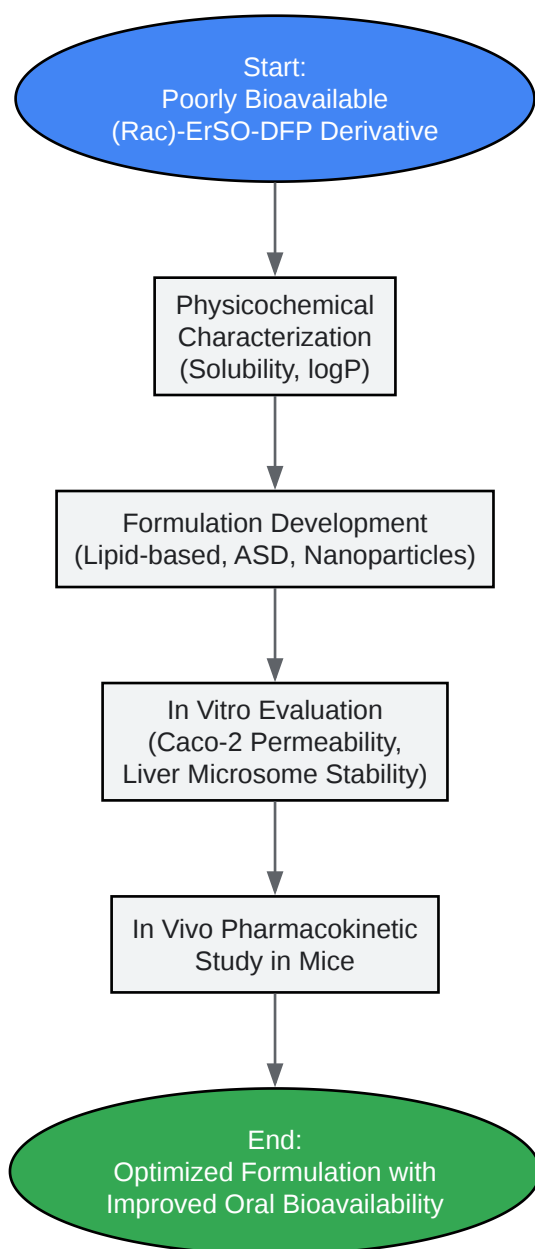 Start:
Poorly Bioavailable
(Rac)-ErSO-DFP Derivative
Physicochemical
Characterization
(Solubility, logP)
Formulation Development
(Lipid-based, ASD, Nanoparticles)
In Vitro Evaluation
(Caco-2 Permeability,
Liver Microsome Stability)
In Vivo Pharmacokinetic
Study in Mice
End:
Optimized Formulation with
Improved Oral Bioavailability